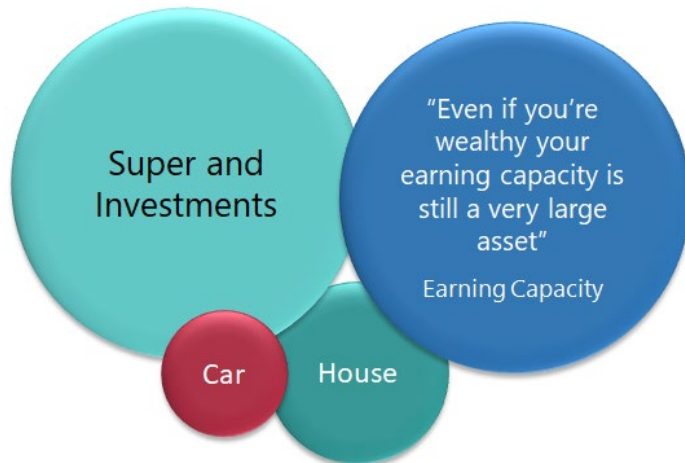 Super and
Investments
“Even if you’re
wealthy your
earning capacity is
still a very large
asset”
Earning Capacity
Car
House